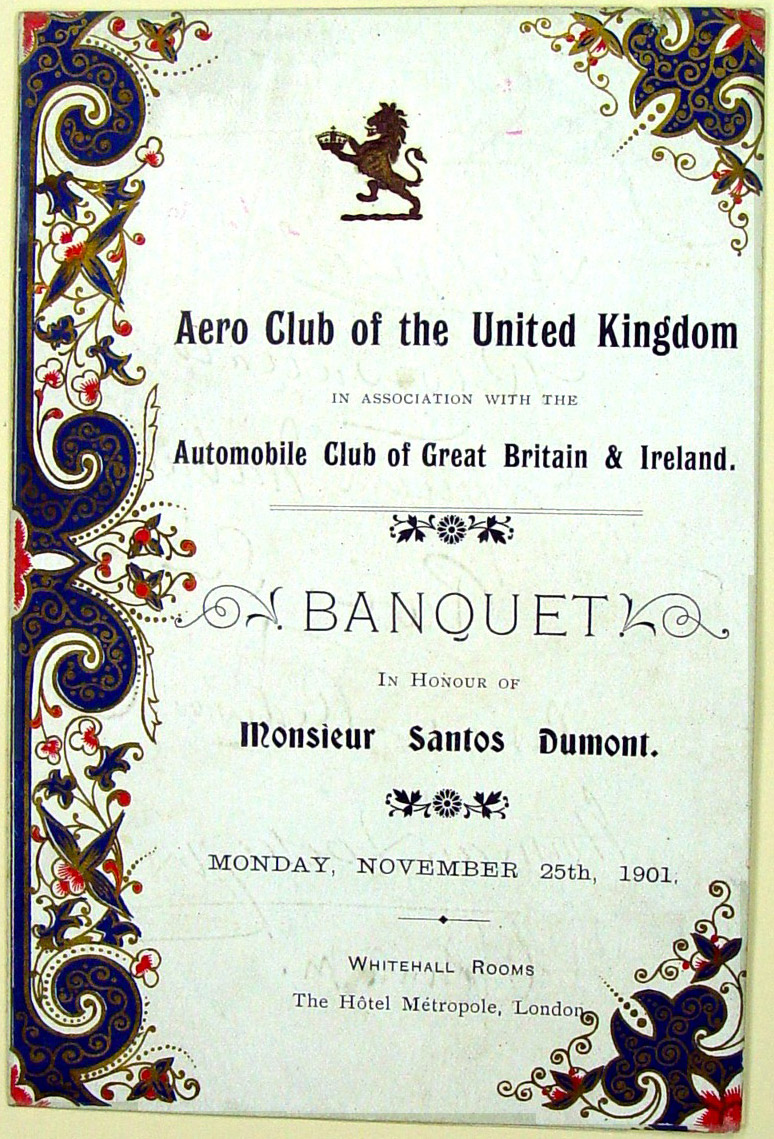 Aero Club of the United Kingdom
IN ASSOCIATION WITH THE
Automobile Club of Great Britain & Ireland.
BANQUET
IN HONOUR OF
Monsieur Santos Dumont.
MONDAY, NOVEMBER 25th, 1901.
WHITEHALL ROOMS
The Hôtel Métropole, London.